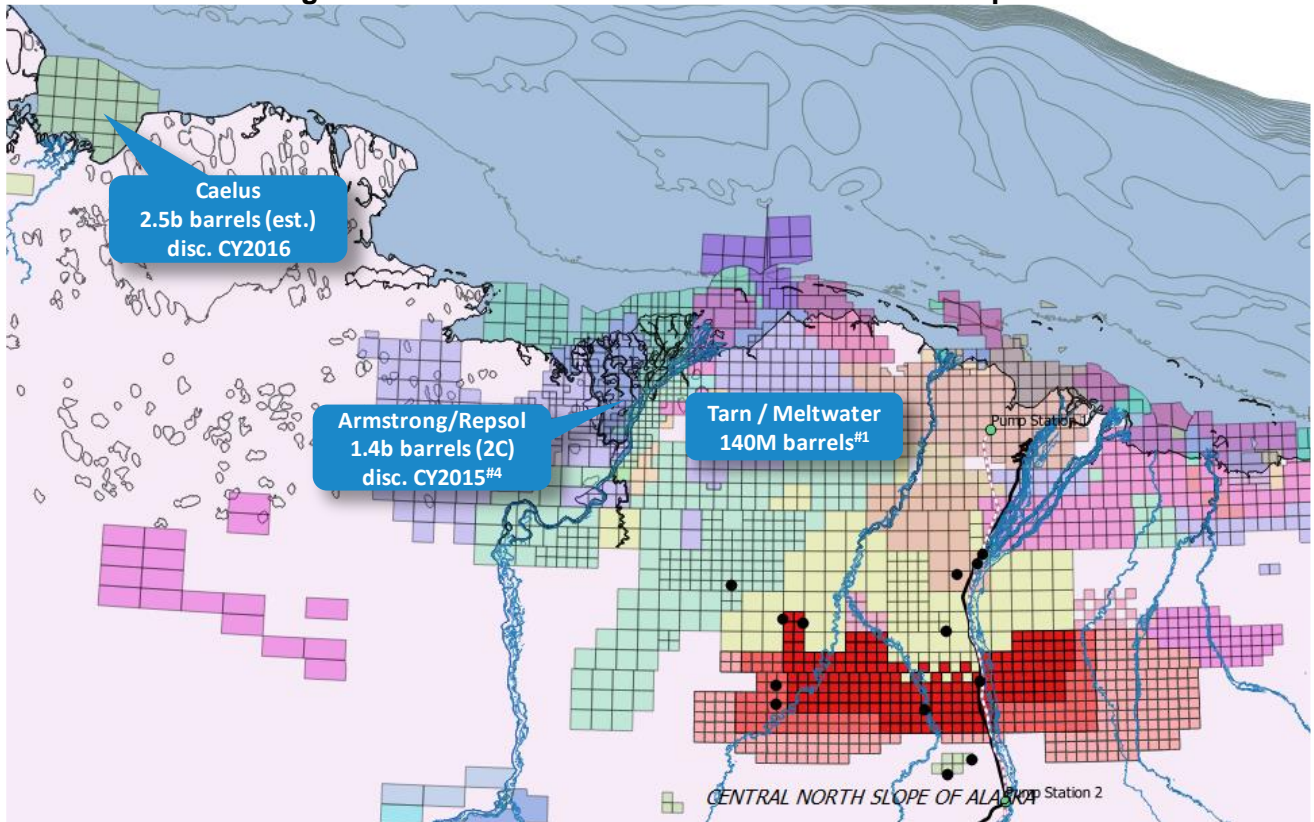 Caelus
2.5b barrels (est.)
disc. CY2016
Armstrong/Repsol
1.4b barrels (2C)
disc. CY2015#4
Tarn / Meltwater
140M barrels#1
Pump Station 1
CENTRAL NORTH SLOPE OF ALASKA
Pump Station 2